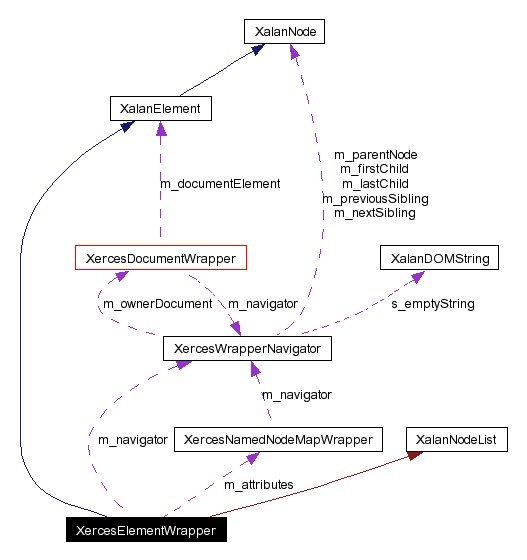 XalanNode
XalanElement
m_parentNode
m_firstChild
m_lastChild
m_previousSibling
m_nextSibling
m_documentElement
XercesDocumentWrapper
XalanDOMString
m_ownerDocument
m_navigator
s_emptyString
XercesWrapperNavigator
m_navigator
m_navigator
XercesNamedNodeMapWrapper
XalanNodeList
m_attributes
XercesElementWrapper